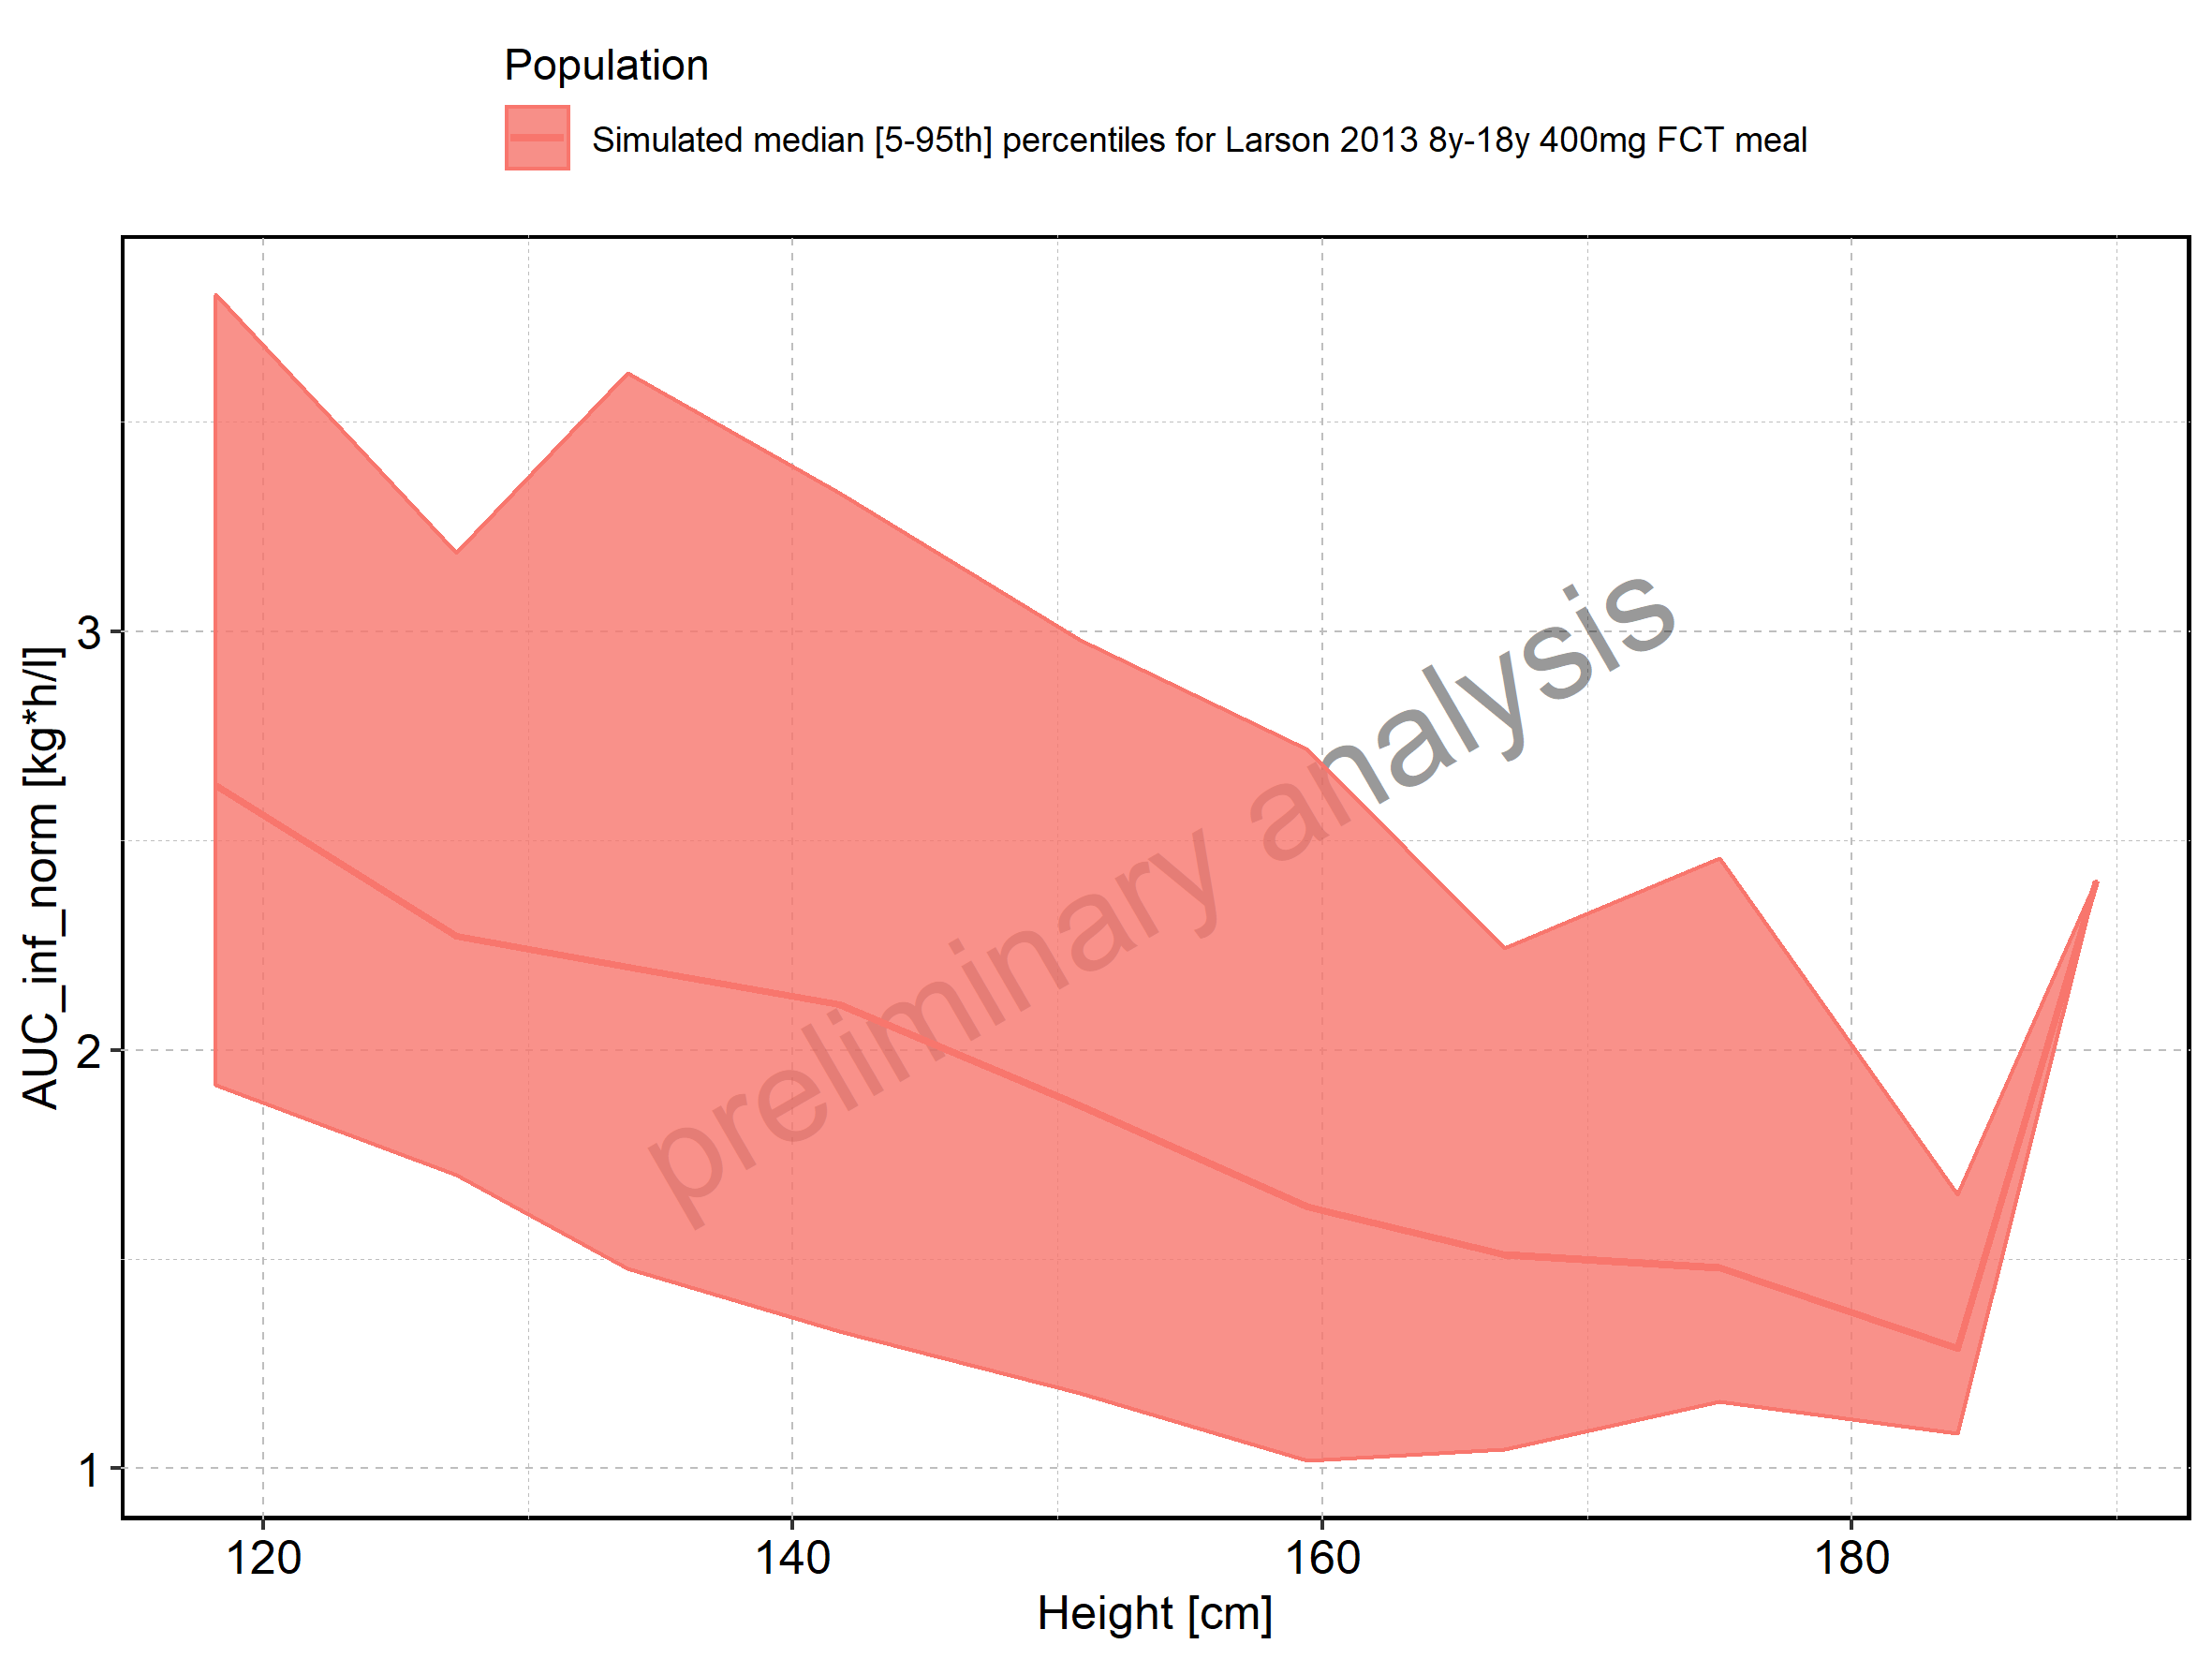 Population
Simulated median [5-95th] percentiles for Larson 2013 8y-18y 400mg FCT meal
3
2
1
AUC_inf_norm [kg*h/l]
preliminary analysis
120 140 160 180
Height [cm]